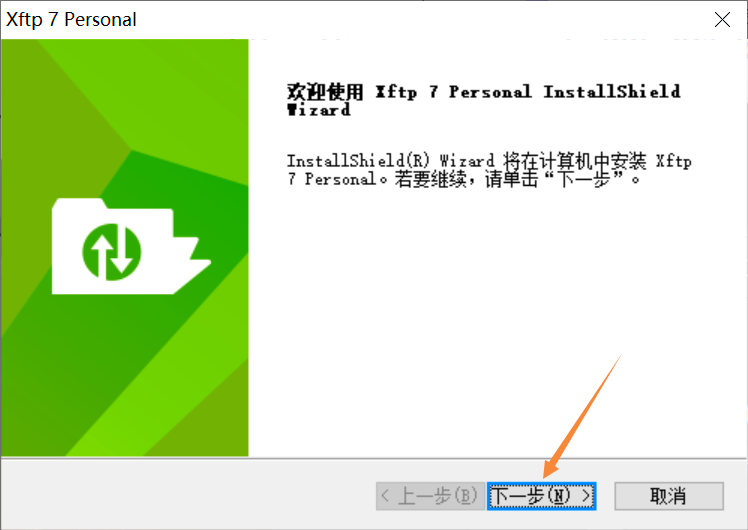 Xftp 7 Personal
欢迎使用 Xftp 7 Personal InstallShield
Wizard
InstallShield(R) Wizard 将在计算机中安装 Xftp
7 Personal。若要继续，请单击“下一步”。
< 上一步(B) 下一步(N) > 取消